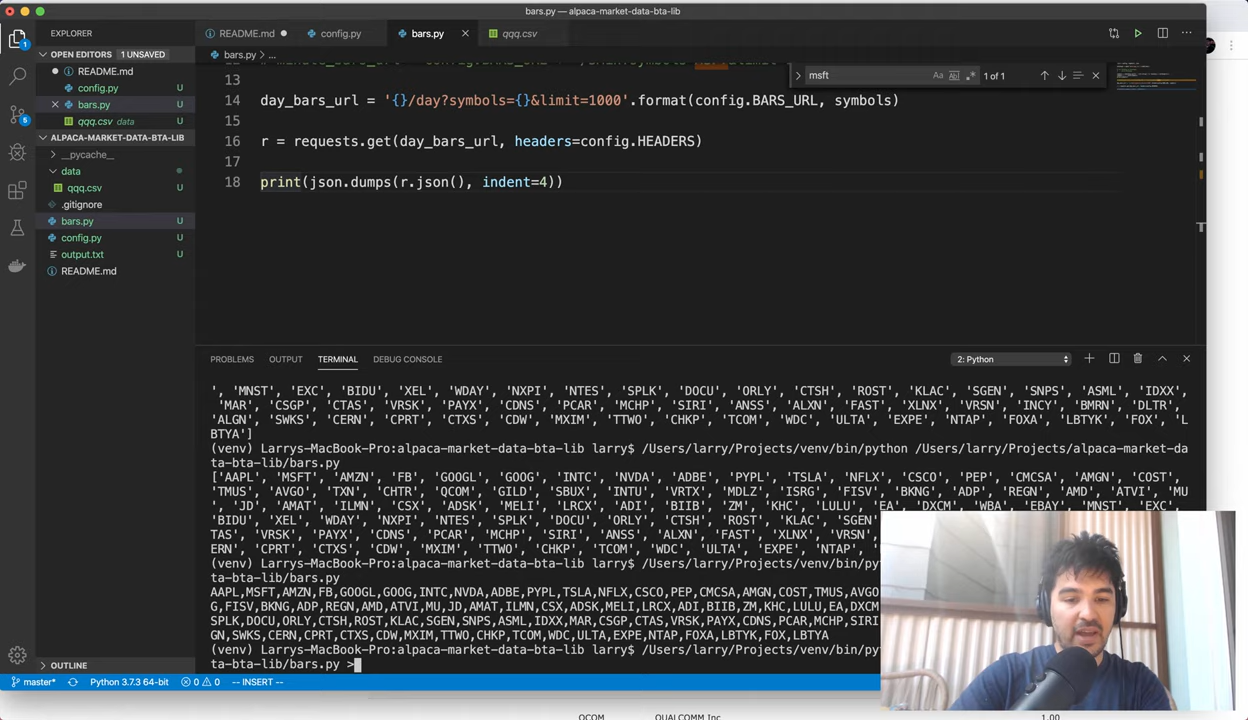 bars.py — alpaca-market-data-bta-lib
EXPLORER
README.md
config.py
bars.py
qqq.csv
OPEN EDITORS 1 UNSAVED
bars.py > ...
README.md
config.py
bars.py U
qqq.csv data U
ALPACA-MARKET-DATA-BTA-LIB
__pycache__
data
qqq.csv U
.gitignore U
bars.py U
config.py U
output.txt U
README.md
msft
1 of 1
13
14 day_bars_url = '{}/day?symbols={}&limit=1000'.format(config.BARS_URL, symbols)
15
16 r = requests.get(day_bars_url, headers=config.HEADERS)
17
18 print(json.dumps(r.json(), indent=4))
PROBLEMS OUTPUT TERMINAL DEBUG CONSOLE 2: Python
', 'MNST', 'EXC', 'BIDU', 'XEL', 'WDAY', 'NXPI', 'NTES', 'SPLK', 'DOCU', 'ORLY', 'CTSH', 'ROST', 'KLAC', 'SGEN', 'SNPS', 'ASML', 'IDXX',
'MAR', 'CSGP', 'CTAS', 'VRSK', 'PAYX', 'CDNS', 'PCAR', 'MCHP', 'SIRI', 'ANSS', 'ALXN', 'FAST', 'XLNX', 'VRSN', 'INCY', 'BMRN', 'DLTR',
'ALGN', 'SWKS', 'CERN', 'CPRT', 'CTXS', 'CDW', 'MXIM', 'TTWO', 'CHKP', 'TCOM', 'WDC', 'ULTA', 'EXPE', 'NTAP', 'FOXA', 'LBTYK', 'FOX', 'L
BTYA']
(venv) Larrys-MacBook-Pro:alpaca-market-data-bta-lib larry$ /Users/larry/Projects/venv/bin/python /Users/larry/Projects/alpaca-market-da
ta-bta-lib/bars.py
['AAPL', 'MSFT', 'AMZN', 'FB', 'GOOGL', 'GOOG', 'INTC', 'NVDA', 'ADBE', 'PYPL', 'TSLA', 'NFLX', 'CSCO', 'PEP', 'CMCSA', 'AMGN', 'COST',
'TMUS', 'AVGO', 'TXN', 'CHTR', 'QCOM', 'GILD', 'SBUX', 'INTU', 'VRTX', 'MDLZ', 'ISRG', 'FISV', 'BKNG', 'ADP', 'REGN', 'AMD', 'ATVI', 'MU
', 'JD', 'AMAT', 'ILMN', 'CSX', 'ADSK', 'MELI', 'LRCX', 'ADI', 'BIIB', 'ZM', 'KHC', 'LULU', 'EA', 'DXCM', 'WBA', 'EBAY', 'MNST', 'EXC',
'BIDU', 'XEL', 'WDAY', 'NXPI', 'NTES', 'SPLK', 'DOCU', 'ORLY', 'CTSH', 'ROST', 'KLAC', 'SGEN'
TAS', 'VRSK', 'PAYX', 'CDNS', 'PCAR', 'MCHP', 'SIRI', 'ANSS', 'ALXN', 'FAST', 'XLNX', 'VRSN'
ERN', 'CPRT', 'CTXS', 'CDW', 'MXIM', 'TTWO', 'CHKP', 'TCOM', 'WDC', 'ULTA', 'EXPE', 'NTAP',
(venv) Larrys-MacBook-Pro:alpaca-market-data-bta-lib larry$ /Users/larry/Projects/venv/bin/py
ta-bta-lib/bars.py
AAPL,MSFT,AMZN,FB,GOOGL,GOOG,INTC,NVDA,ADBE,PYPL,TSLA,NFLX,CSCO,PEP,CMCSA,AMGN,COST,TMUS,AVGO
G,FISV,BKNG,ADP,REGN,AMD,ATVI,MU,JD,AMAT,ILMN,CSX,ADSK,MELI,LRCX,ADI,BIIB,ZM,KHC,LULU,EA,DXCM
SPLK,DOCU,ORLY,CTSH,ROST,KLAC,SGEN,SNPS,ASML,IDXX,MAR,CSGP,CTAS,VRSK,PAYX,CDNS,PCAR,MCHP,SIRI
GN,SWKS,CERN,CPRT,CTXS,CDW,MXIM,TTWO,CHKP,TCOM,WDC,ULTA,EXPE,NTAP,FOXA,LBTYK,FOX,LBTYA
(venv) Larrys-MacBook-Pro:alpaca-market-data-bta-lib larry$ /Users/larry/Projects/venv/bin/py
ta-bta-lib/bars.py >
OUTLINE
master* Python 3.7.3 64-bit 0 0 -- INSERT --
QCOM QUALCOMM Inc 1.00